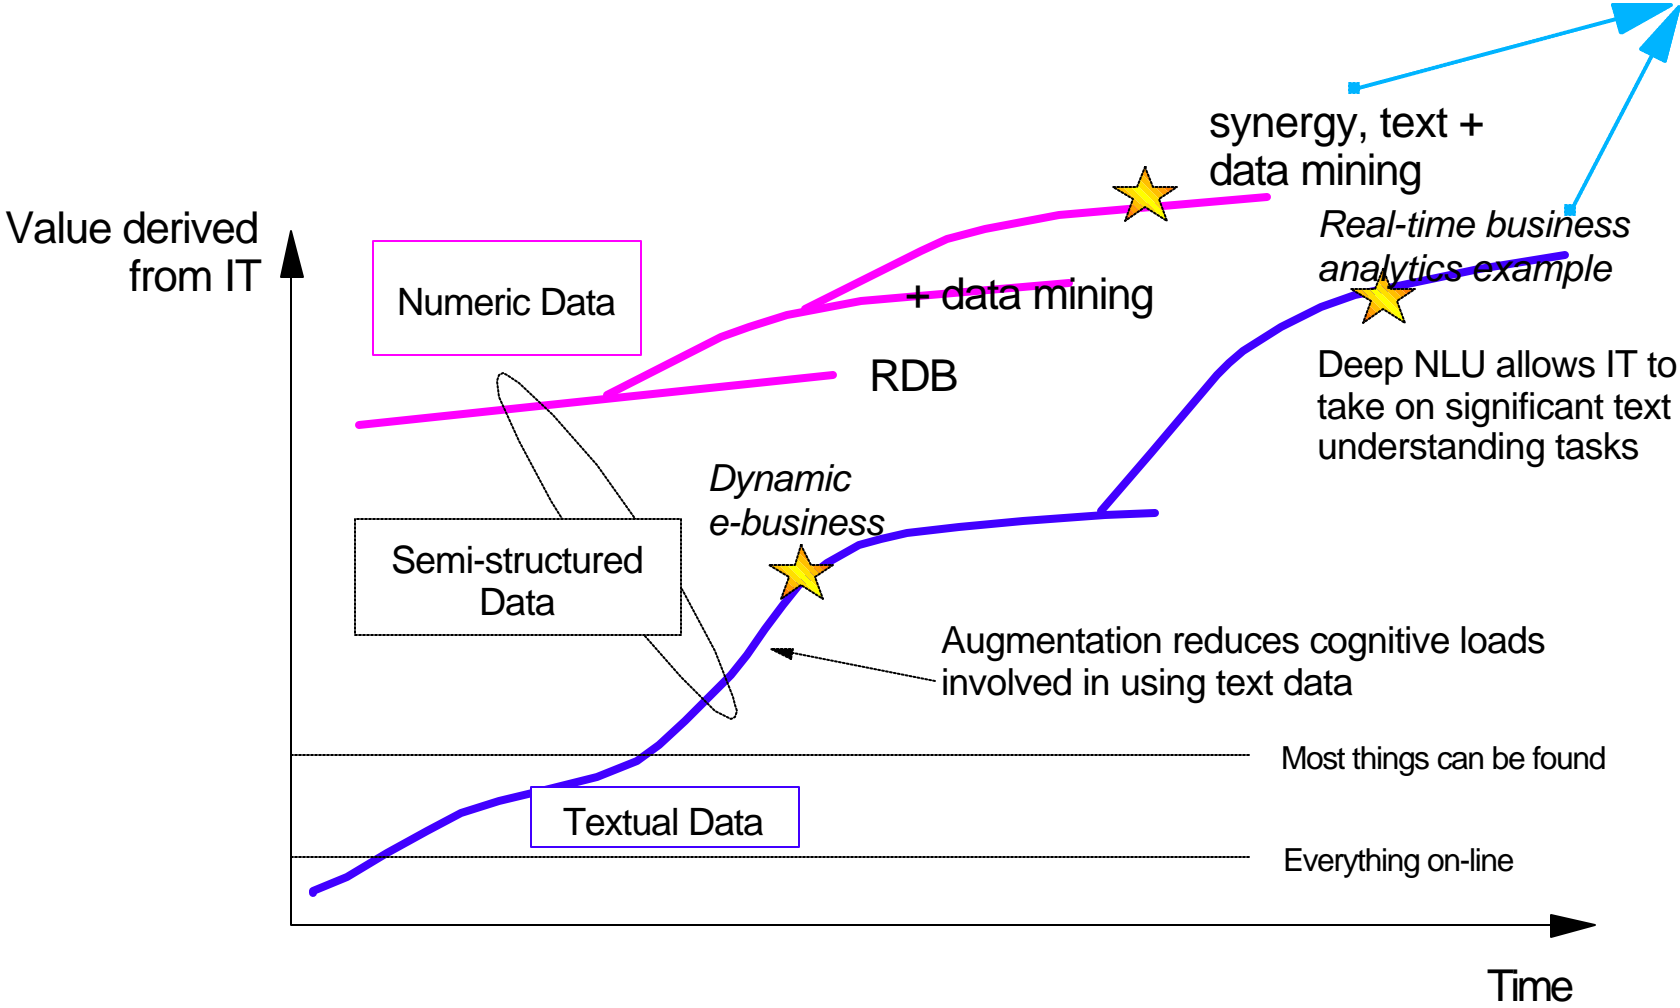 synergy, text +
data mining
Value derived
from IT
Real-time business
analytics example
Numeric Data
+ data mining
RDB
Deep NLU allows IT to
take on significant text
understanding tasks
Dynamic
e-business
Semi-structured
Data
Augmentation reduces cognitive loads
involved in using text data
Most things can be found
Textual Data
Everything on-line
Time